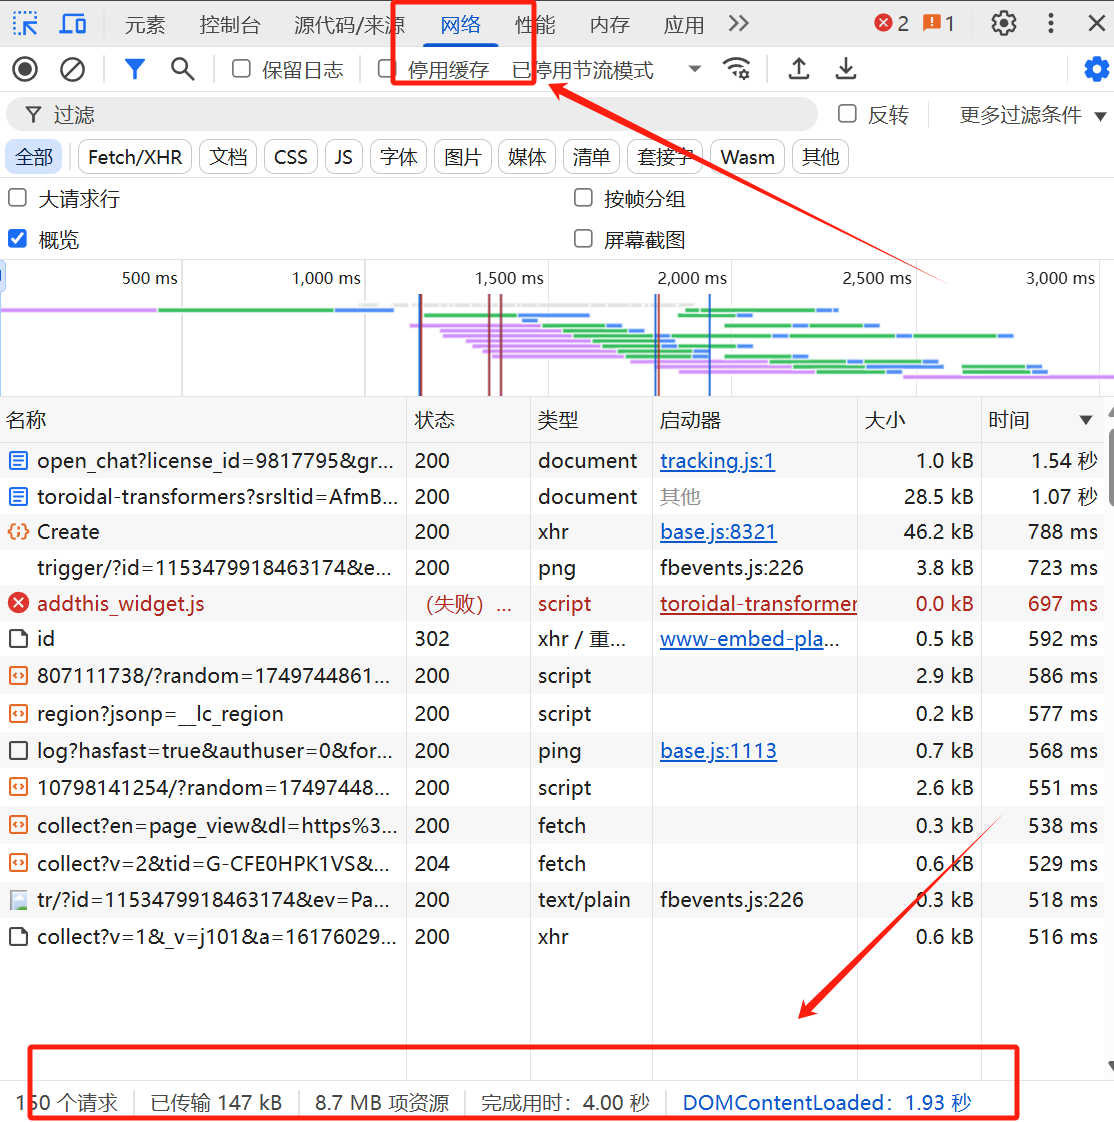 元素 控制台 源代码/来源 网络 性能 内存 应用 2 1
保留日志 停用缓存 已停用节流模式
过滤 反转 更多过滤条件
全部 Fetch/XHR 文档 CSS JS 字体 图片 媒体 清单 套接字 Wasm 其他
大请求行 按帧分组
概览 屏幕截图
500 ms 1,000 ms 1,500 ms 2,000 ms 2,500 ms 3,000 ms
名称 状态 类型 启动器 大小 时间
open_chat?license_id=9817795&gr... 200 document tracking.js:1 1.0 kB 1.54 秒
toroidal-transformers?srsltid=AfmB... 200 document 其他 28.5 kB 1.07 秒
Create 200 xhr base.js:8321 46.2 kB 788 ms
trigger/?id=1153479918463174&e... 200 png fbevents.js:226 3.8 kB 723 ms
addthis_widget.js （失败） ... script toroidal-transformer 0.0 kB 697 ms
id 302 xhr / 重... www-embed-pla... 0.5 kB 592 ms
807111738/?random=1749744861... 200 script 2.9 kB 586 ms
region?jsonp=__lc_region 200 script 0.2 kB 577 ms
log?hasfast=true&authuser=0&for... 200 ping base.js:1113 0.7 kB 568 ms
10798141254/?random=17497448... 200 script 2.6 kB 551 ms
collect?en=page_view&dl=https%3... 200 fetch 0.3 kB 538 ms
collect?v=2&tid=G-CFE0HPK1VS&... 204 fetch 0.6 kB 529 ms
tr/?id=1153479918463174&ev=Pa... 200 text/plain fbevents.js:226 0.3 kB 518 ms
collect?v=1&_v=j101&a=16176029... 200 xhr 0.6 kB 516 ms
150 个请求 已传输 147 kB 8.7 MB 项资源 完成用时：4.00 秒 DOMContentLoaded：1.93 秒